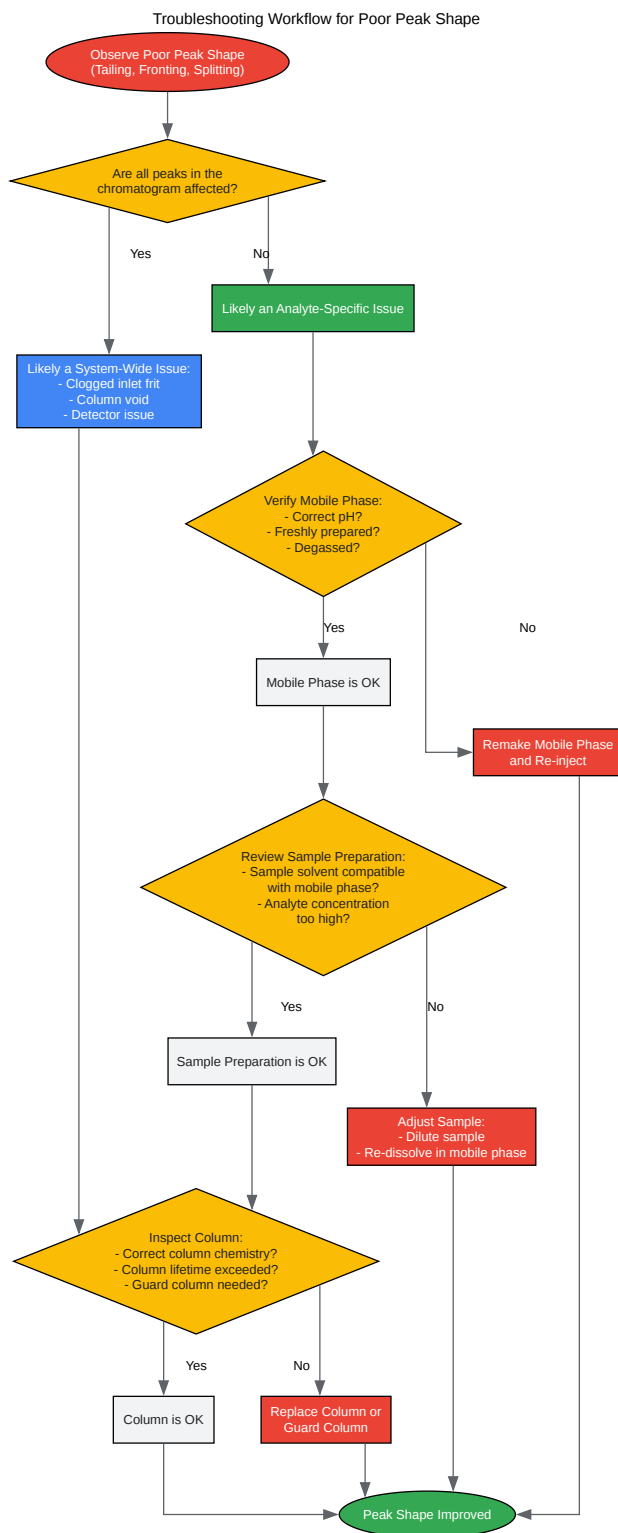 Troubleshooting Workflow for Poor Peak Shape
Observe Poor Peak Shape
(Tailing, Fronting, Splitting)
Are all peaks in the
chromatogram affected?
Yes
No
Likely an Analyte-Specific Issue
Likely a System-Wide Issue:
- Clogged inlet frit
- Column void
- Detector issue
Verify Mobile Phase:
- Correct pH?
- Freshly prepared?
- Degassed?
Yes
No
Mobile Phase is OK
Remake Mobile Phase
and Re-inject
Review Sample Preparation:
- Sample solvent compatible
with mobile phase?
- Analyte concentration
too high?
Yes
No
Sample Preparation is OK
Adjust Sample:
- Dilute sample
- Re-dissolve in mobile phase
Inspect Column:
- Correct column chemistry?
- Column lifetime exceeded?
- Guard column needed?
Yes
No
Column is OK
Replace Column or
Guard Column
Peak Shape Improved